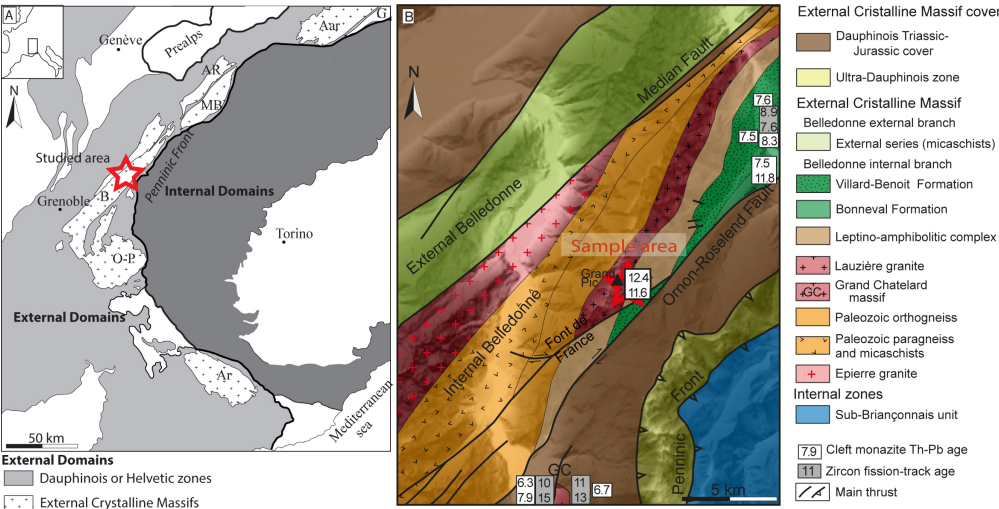 A
Genève
Prealps
Aar
G
AR
MB
N
Studied area
Penninic Front
Internal Domains
B
Grenoble
Torino
O-P
External Domains
Ar
Mediterranean
sea
50 km
External Domains
Dauphinois or Helvetic zones
External Crystalline Massifs
B
N
Median Fault
External Belledonne
Internal Belledonne
Sample area
Grand
Pic
12.4
11.6
Font de
France
Ornon-Roselend Fault
7.6
8.9
7.6
7.5
8.3
7.5
11.8
Penninic
Front
GC
6.3
7.9
10
15
11
13
6.7
5 km
External Cristalline Massif cover
Dauphinois Triassic-
Jurassic cover
Ultra-Dauphinois zone
External Cristalline Massif
Belledonne external branch
External series (micaschists)
Belledonne internal branch
Villard-Benoit Formation
Bonneval Formation
Leptino-amphibolitic complex
Lauzière granite
GC
Grand Chatelard
massif
Paleozoic orthogneiss
Paleozoic paragneiss
and micaschists
Epierre granite
Internal zones
Sub-Briançonnais unit
7.9
Cleft monazite Th-Pb age
11
Zircon fission-track age
Main thrust